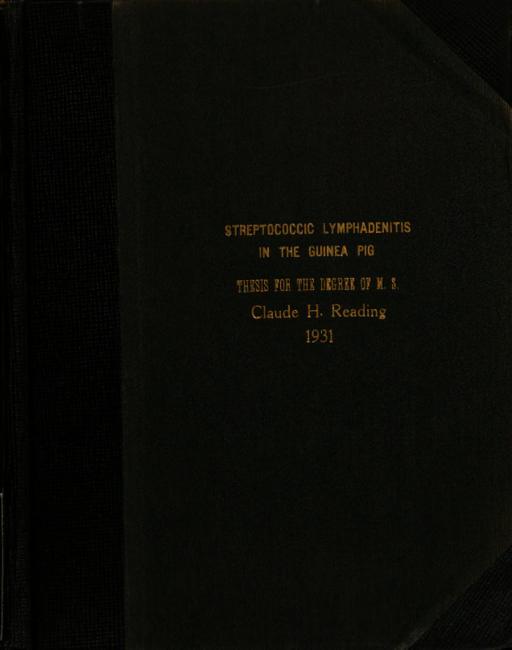 STREPTOCOCCIC LYMPHADENITIS
IN THE GUINEA PIG
THESIS FOR THE DEGREE OF M. S.
Claude H. Reading
1931